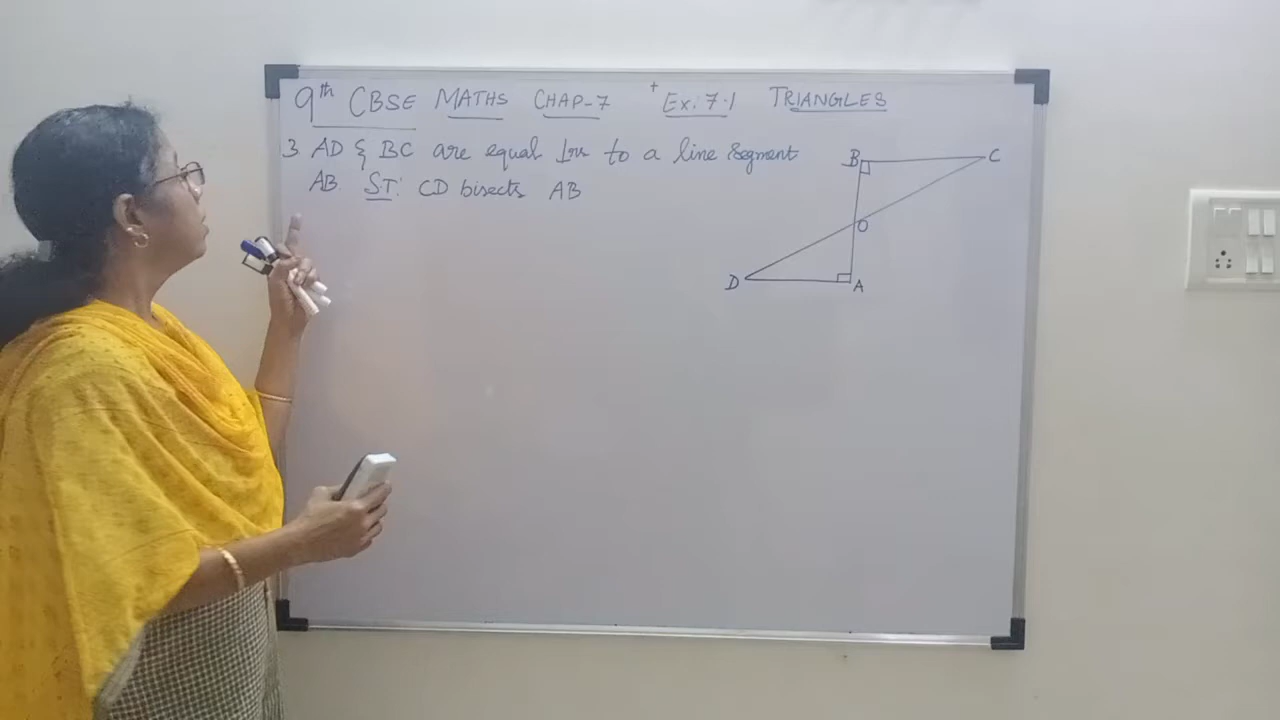 9th CBSE MATHS CHAP-7 Ex: 7.1 TRIANGLES
3 AD & BC are equal ⊥rs to a line segment
AB ST: CD bisects AB
B C
O
D A